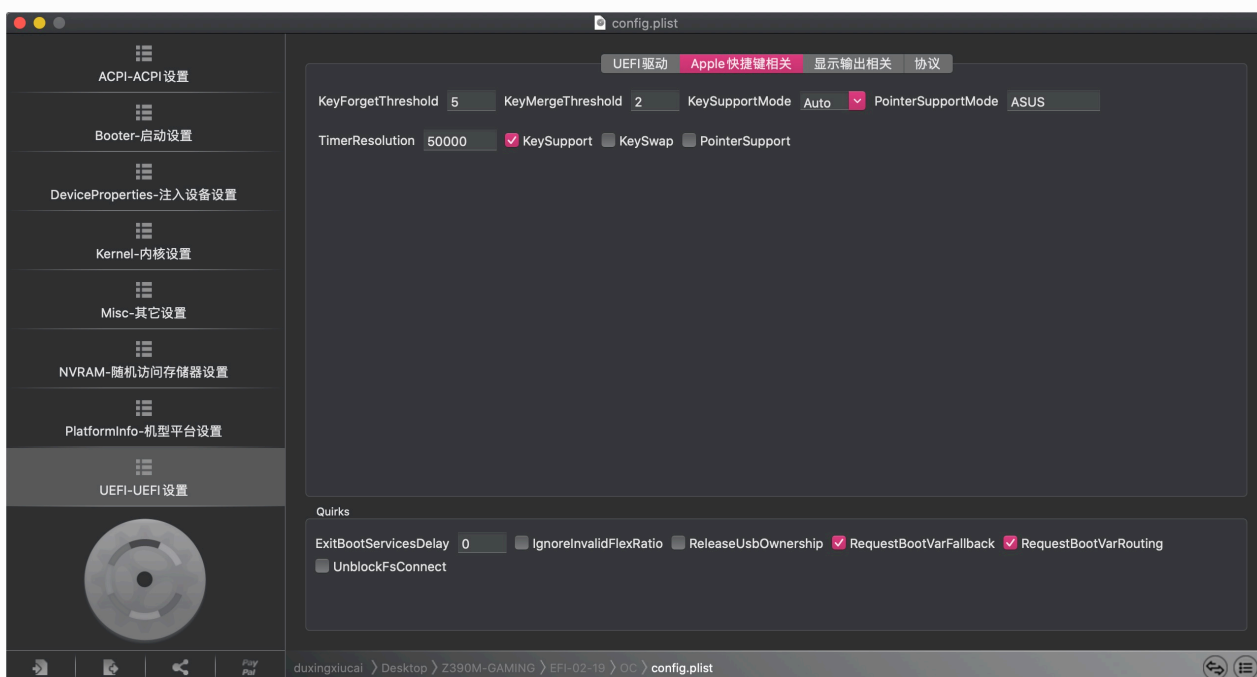 config.plist
ACPI-ACPI设置
Booter-启动设置
DeviceProperties-注入设备设置
Kernel-内核设置
Misc-其它设置
NVRAM-随机访问存储器设置
PlatformInfo-机型平台设置
UEFI-UEFI设置
Pay
Pal
UEFI驱动 Apple快捷键相关 显示输出相关 协议
KeyForgetThreshold 5 KeyMergeThreshold 2 KeySupportMode Auto PointerSupportMode ASUS
TimerResolution 50000 KeySupport KeySwap PointerSupport
Quirks
ExitBootServicesDelay 0 IgnoreInvalidFlexRatio ReleaseUsbOwnership RequestBootVarFallback RequestBootVarRouting
UnblockFsConnect
duxingxiucai 〉 Desktop 〉 Z390M-GAMING 〉 EFI-02-19 〉 OC 〉 config.plist